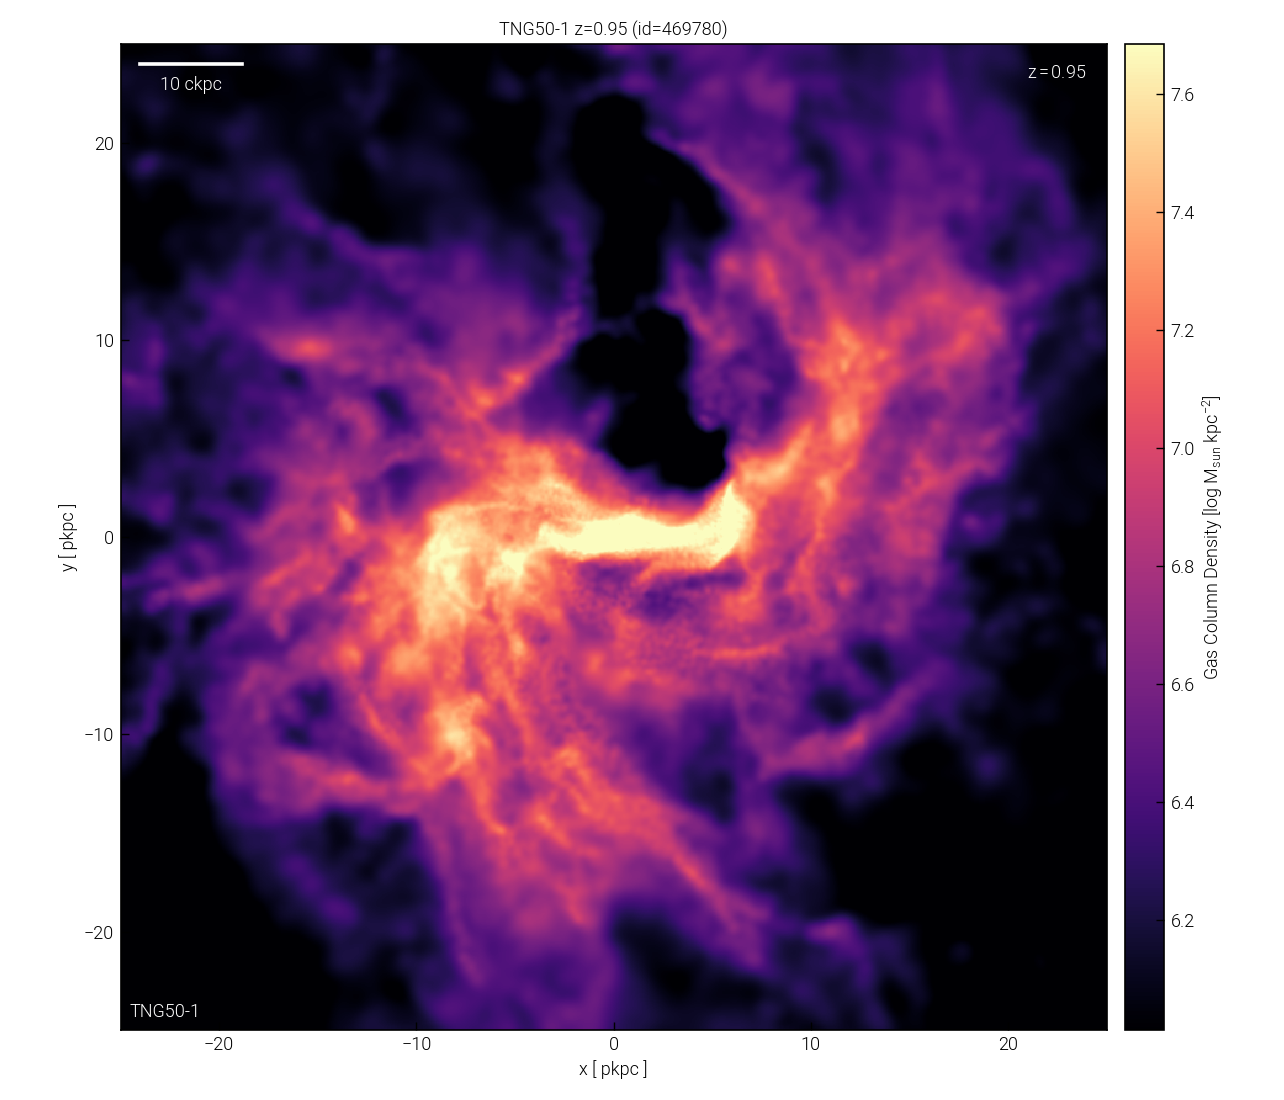 TNG50-1 z=0.95 (id=469780)
10 ckpc
z=0.95
20
10
0
−10
−20
y [ pkpc ]
TNG50-1
−20
−10
0
10
20
x [ pkpc ]
7.6
7.4
7.2
7.0
6.8
6.6
6.4
6.2
Gas Column Density [log M_sun kpc^−2]